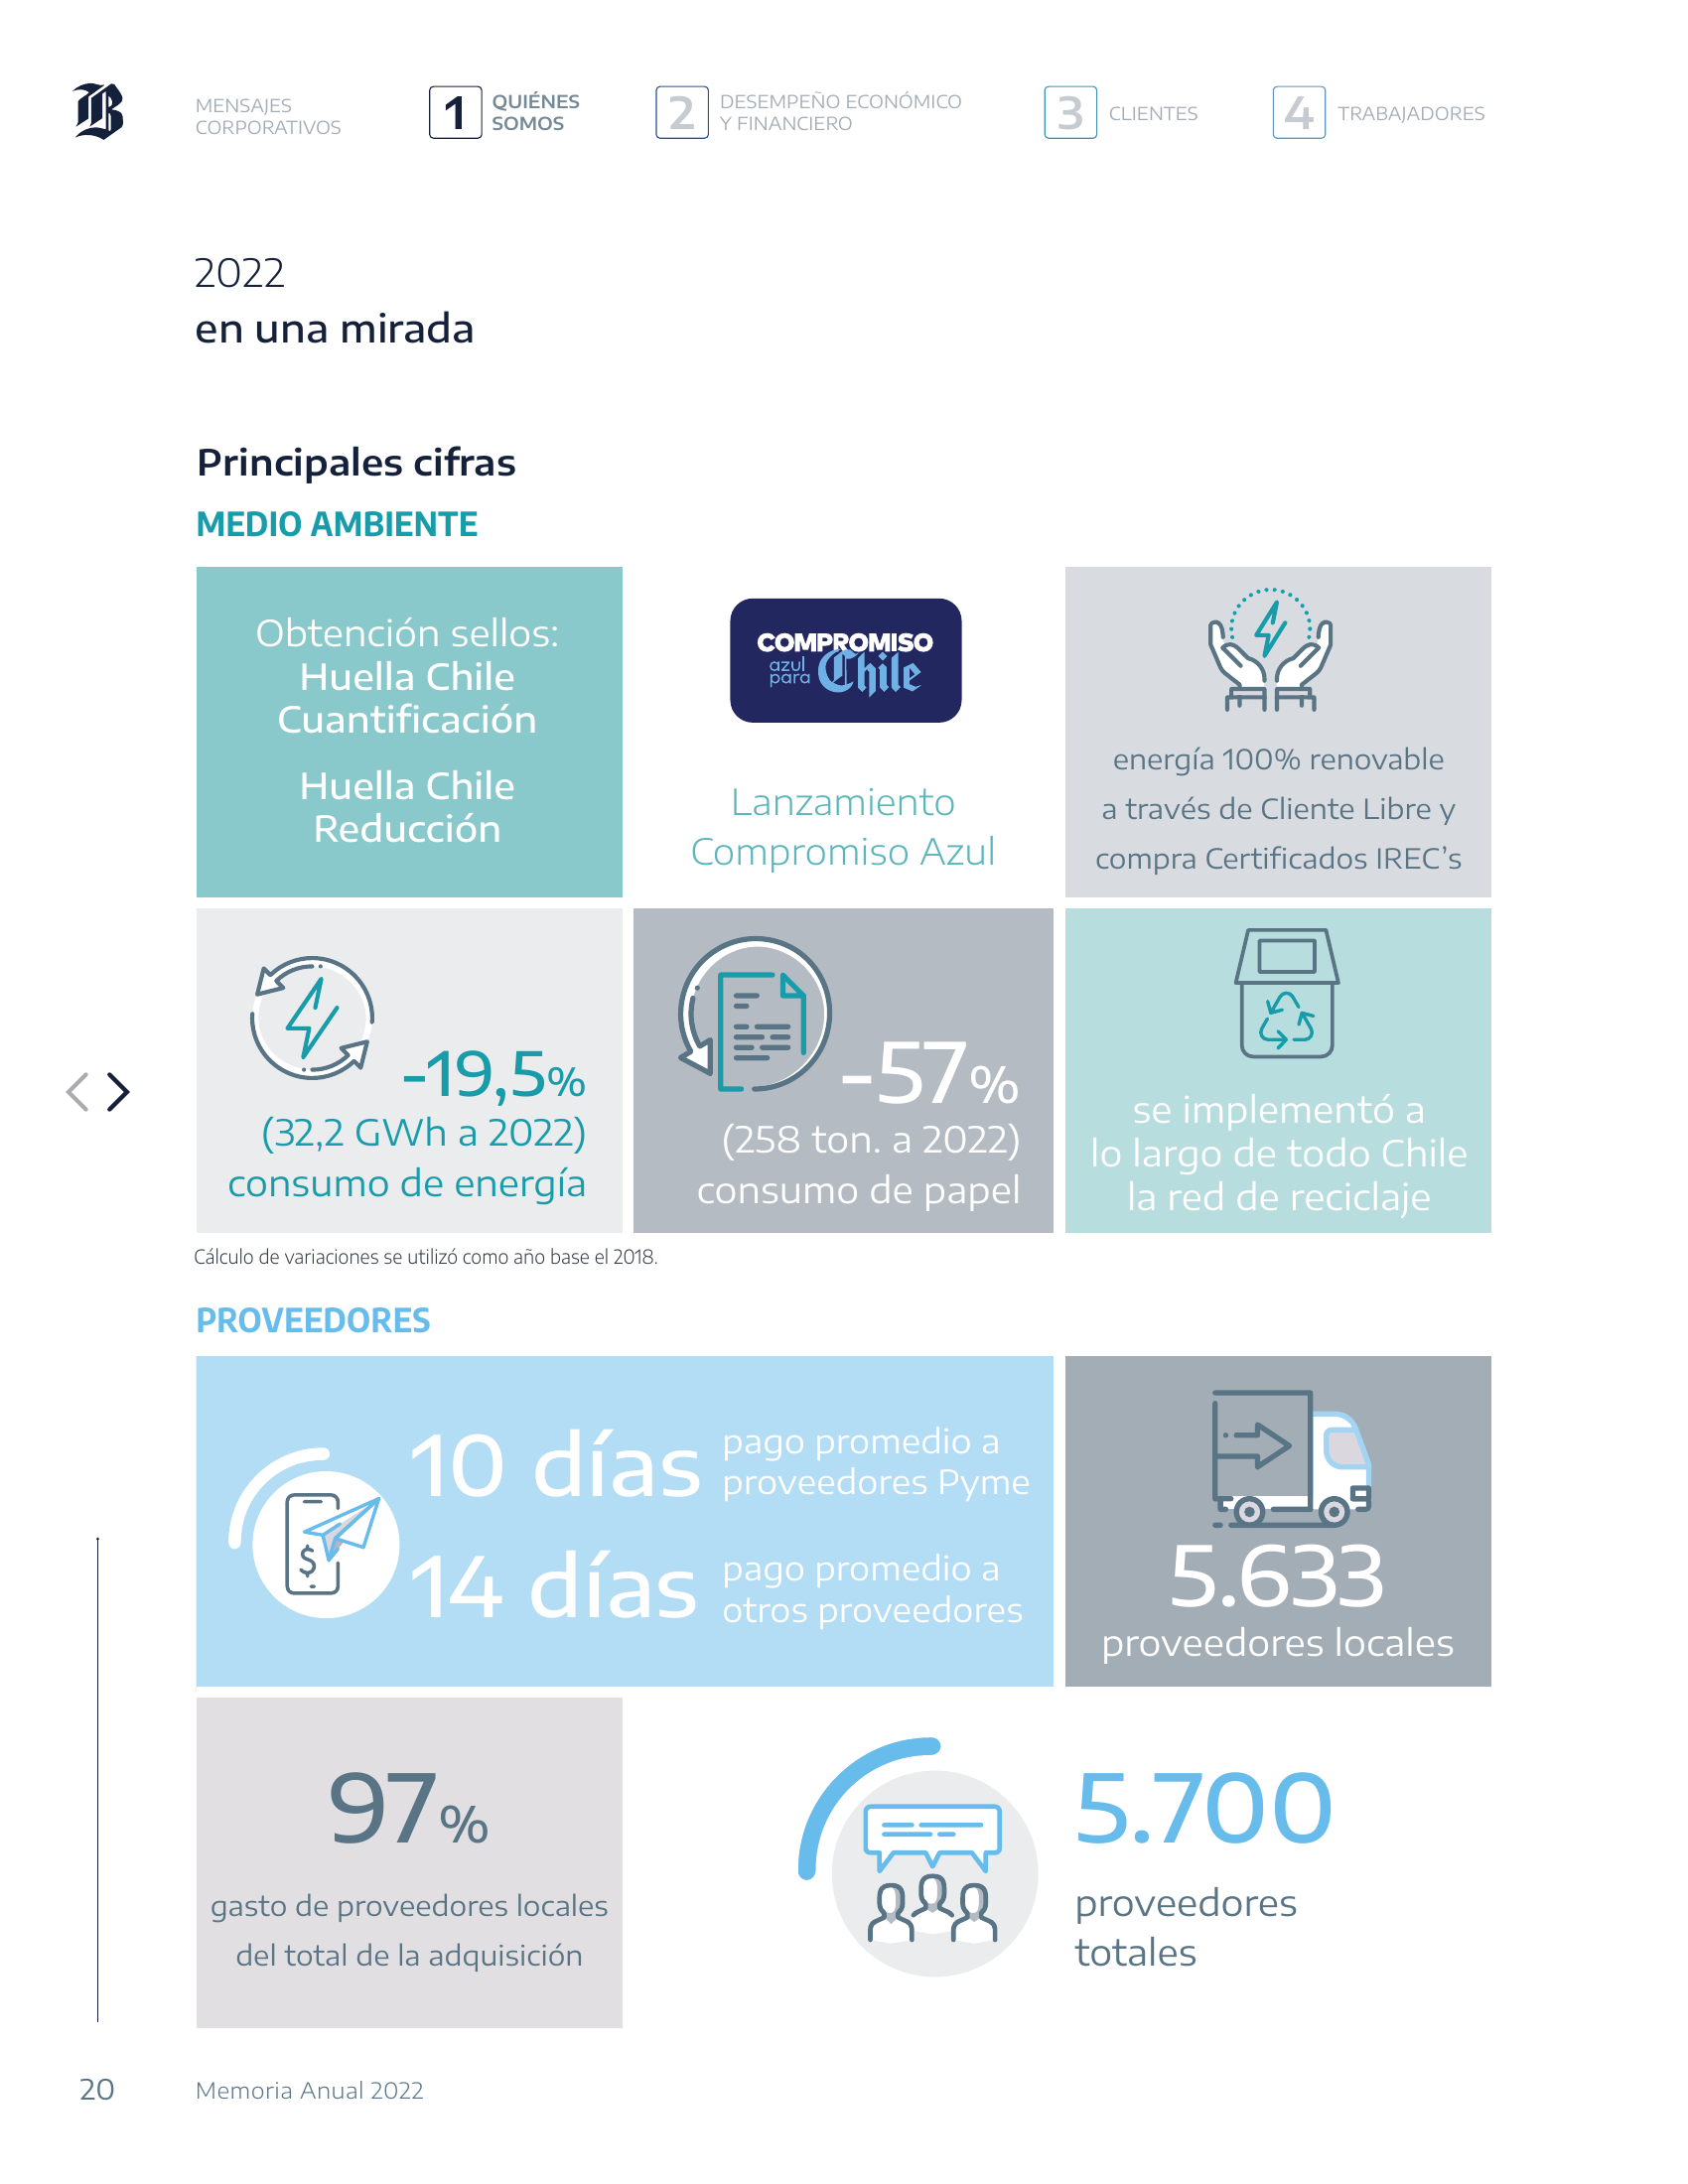 B
MENSAJES
CORPORATIVOS
1
QUIÉNES
SOMOS
2
DESEMPEÑO ECONÓMICO
Y FINANCIERO
3
CLIENTES
4
TRABAJADORES
2022
en una mirada
Principales cifras
MEDIO AMBIENTE
Obtención sellos:
Huella Chile
Cuantificación
Huella Chile
Reducción
COMPROMISO
azul
para
Chile
Lanzamiento
Compromiso Azul
energía 100% renovable
a través de Cliente Libre y
compra Certificados IREC’s
-19,5%
(32,2 GWh a 2022)
consumo de energía
-57%
(258 ton. a 2022)
consumo de papel
se implementó a
lo largo de todo Chile
la red de reciclaje
Cálculo de variaciones se utilizó como año base el 2018.
PROVEEDORES
$
10 días
pago promedio a
proveedores Pyme
14 días
pago promedio a
otros proveedores
5.633
proveedores locales
97%
gasto de proveedores locales
del total de la adquisición
5.700
proveedores
totales
20
Memoria Anual 2022